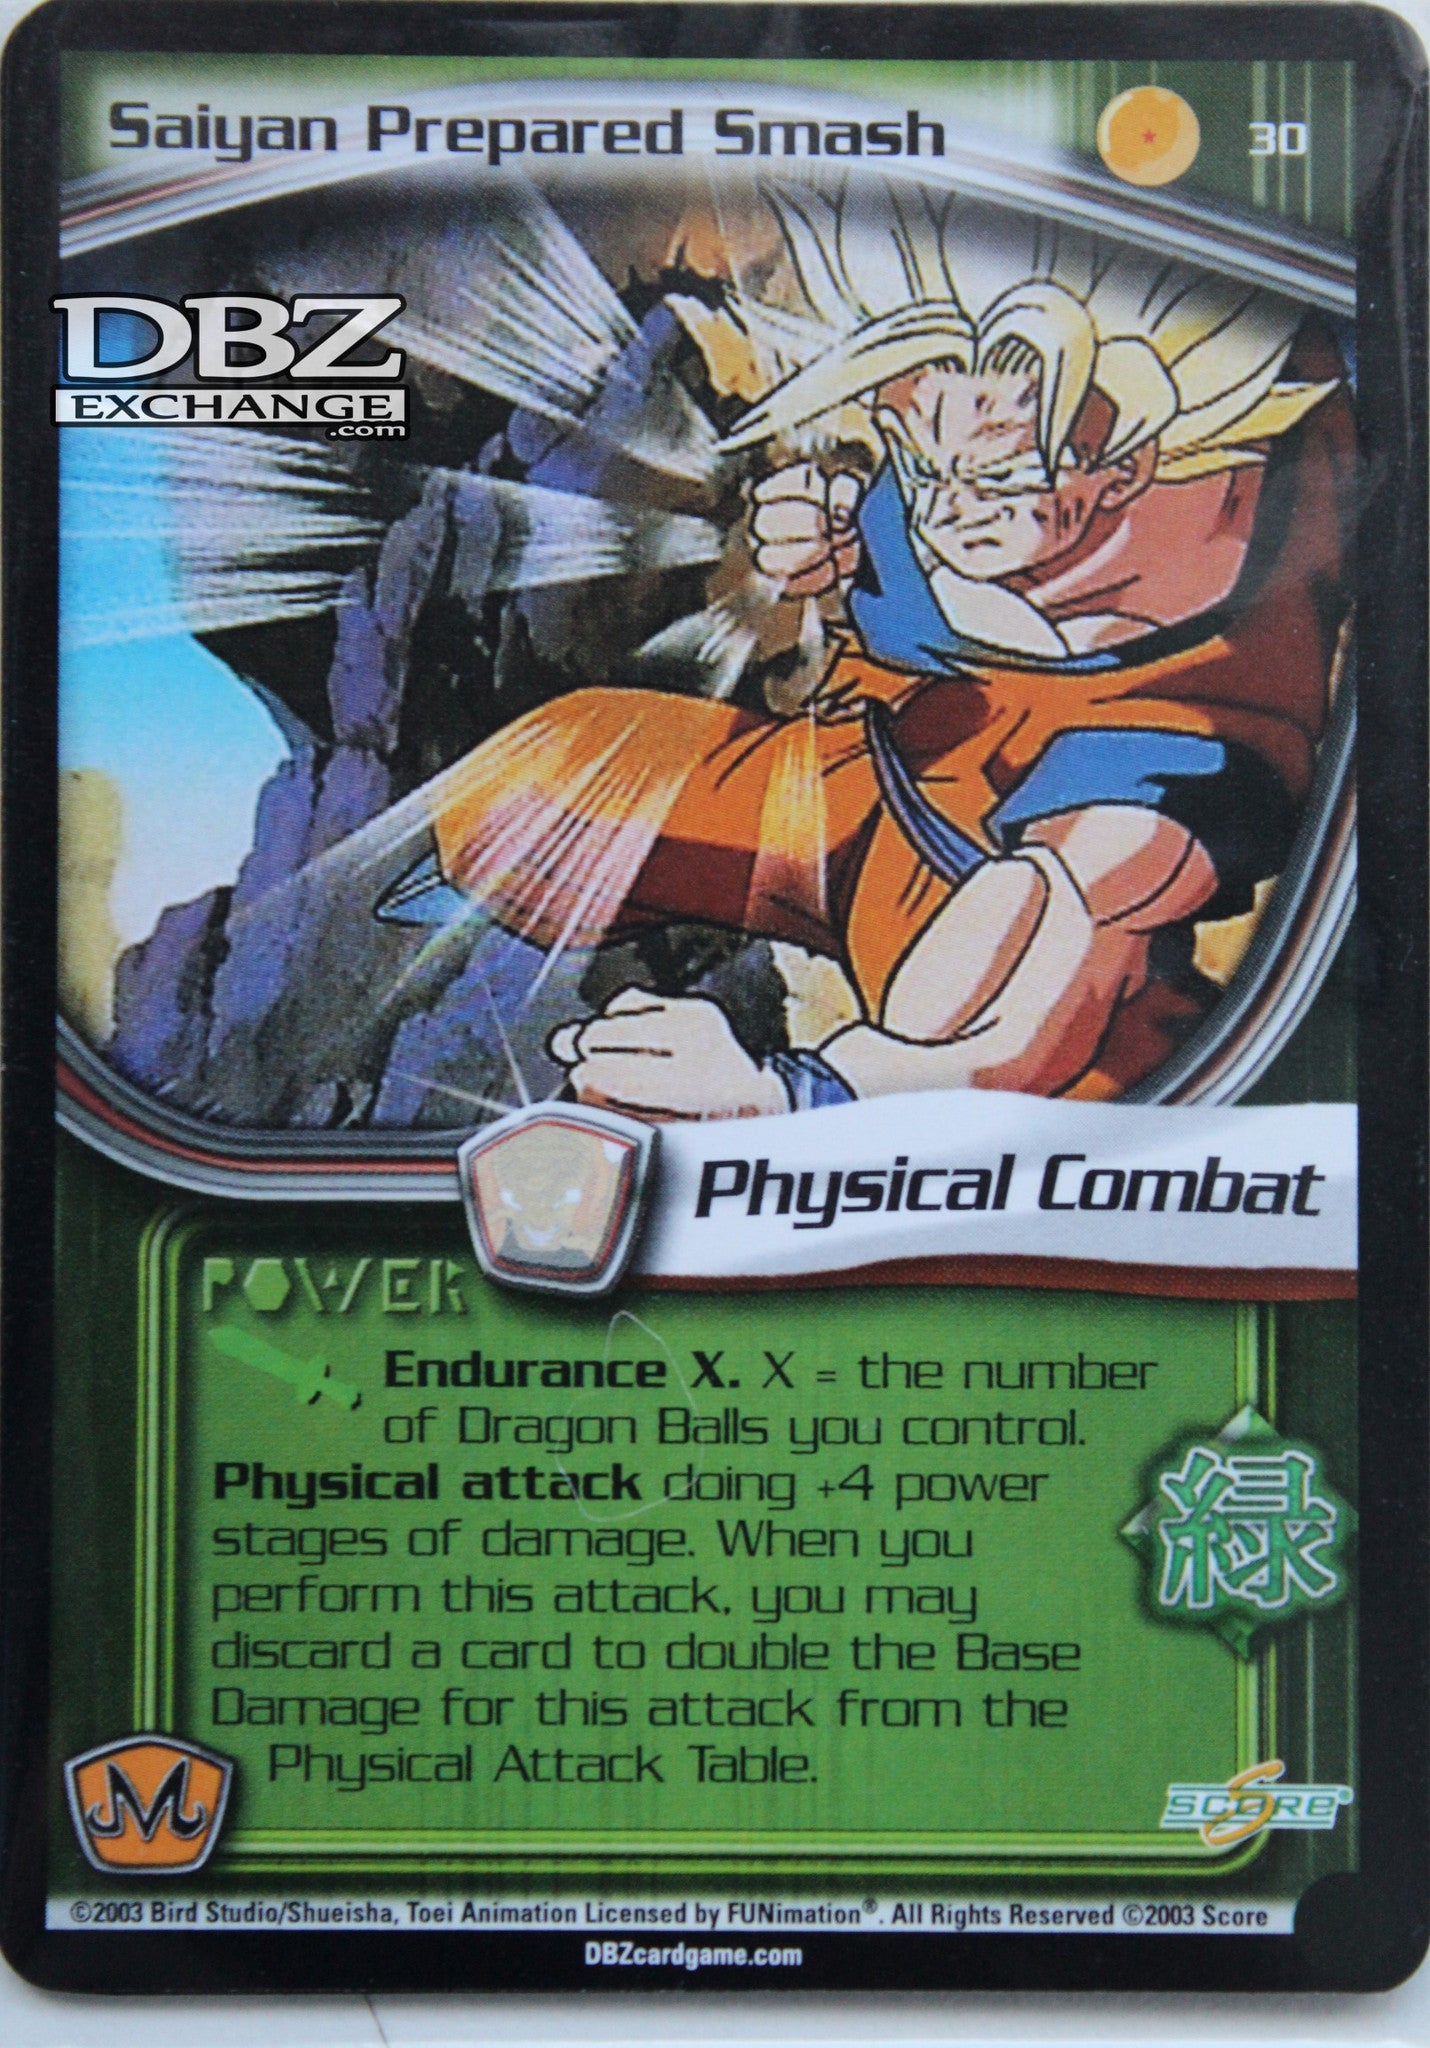 Saiyan Prepared Smash
30
DBZ
EXCHANGE
.com
Physical Combat
POWER
Endurance X. X = the number
of Dragon Balls you control.
Physical attack doing +4 power
stages of damage. When you
perform this attack, you may
discard a card to double the Base
Damage for this attack from the
Physical Attack Table.
緑
M
SCORE®
©2003 Bird Studio/Shueisha, Toei Animation Licensed by FUNimation®. All Rights Reserved ©2003 Score
DBZcardgame.com